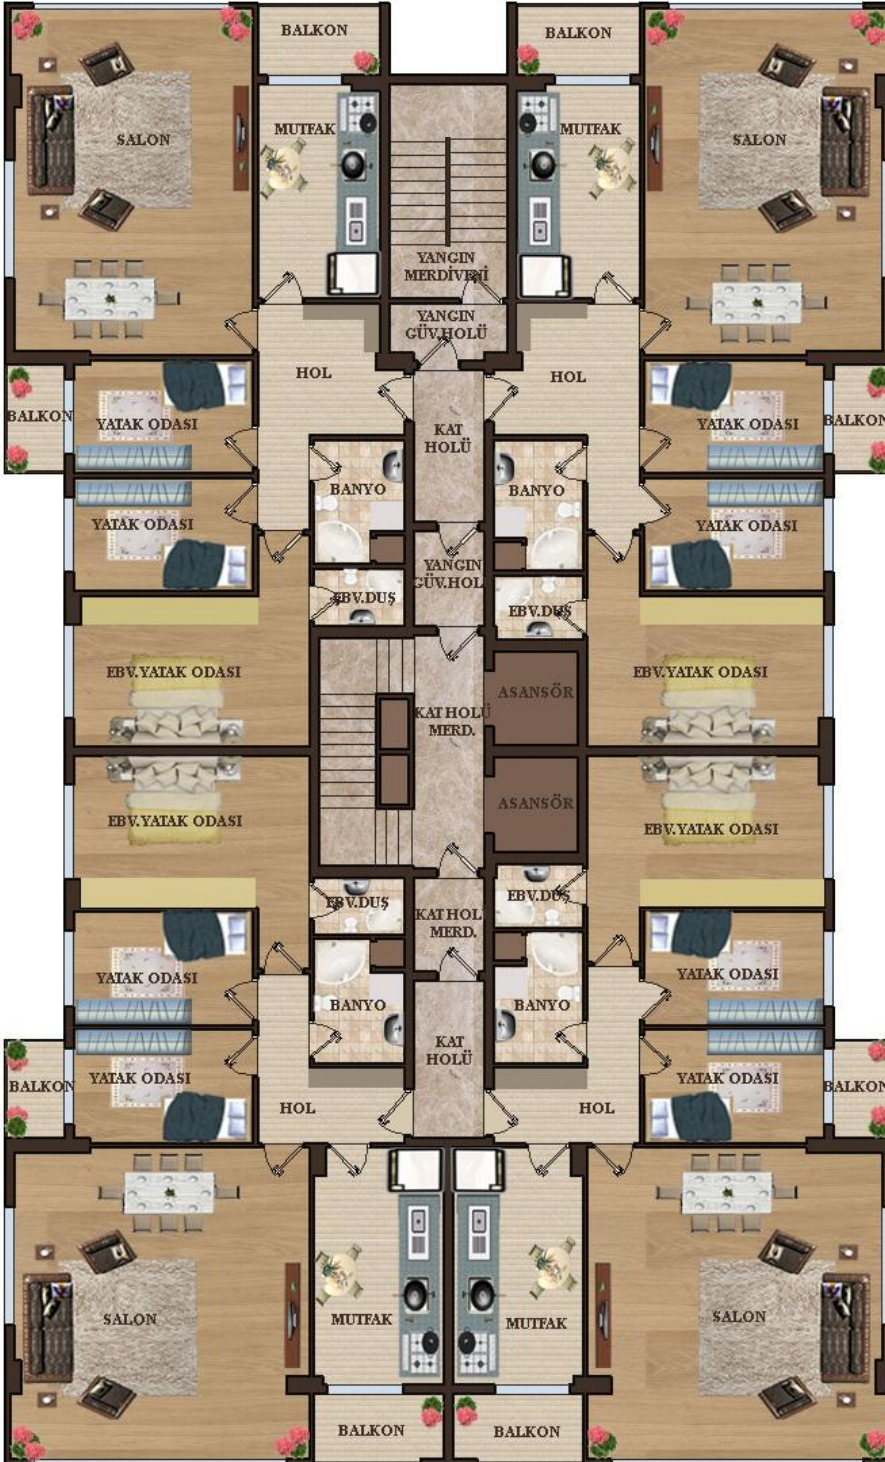 BALKON
BALKON
MUTFAK
MUTFAK
SALON
SALON
YANGIN
MERDİVENİ
YANGIN
GÜV.HOLÜ
HOL
HOL
BALKON
YATAK ODASI
KAT
HOLÜ
YATAK ODASI
BALKON
BANYO
BANYO
YATAK ODASI
YATAK ODASI
YANGIN
GÜV.HOL
EBV.DUŞ
EBV.DUŞ
EBV.YATAK ODASI
EBV.YATAK ODASI
ASANSÖR
KAT HOLÜ
MERD.
ASANSÖR
EBV.YATAK ODASI
EBV.YATAK ODASI
EBV.DUŞ
EBV.DUŞ
KAT HOL
MERD.
YATAK ODASI
YATAK ODASI
BANYO
BANYO
KAT
HOLÜ
BALKON
YATAK ODASI
YATAK ODASI
BALKON
HOL
HOL
SALON
MUTFAK
MUTFAK
SALON
BALKON
BALKON